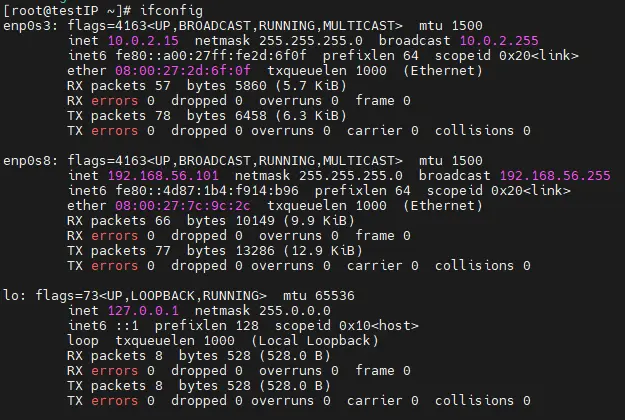 [root@testIP ~]# ifconfig
enp0s3: flags=4163<UP,BROADCAST,RUNNING,MULTICAST>  mtu 1500
        inet 10.0.2.15  netmask 255.255.255.0  broadcast 10.0.2.255
        inet6 fe80::a00:27ff:fe2d:6f0f  prefixlen 64  scopeid 0x20<link>
        ether 08:00:27:2d:6f:0f  txqueuelen 1000  (Ethernet)
        RX packets 57  bytes 5860 (5.7 KiB)
        RX errors 0  dropped 0  overruns 0  frame 0
        TX packets 78  bytes 6458 (6.3 KiB)
        TX errors 0  dropped 0 overruns 0  carrier 0  collisions 0

enp0s8: flags=4163<UP,BROADCAST,RUNNING,MULTICAST>  mtu 1500
        inet 192.168.56.101  netmask 255.255.255.0  broadcast 192.168.56.255
        inet6 fe80::4d87:1b4:f914:b96  prefixlen 64  scopeid 0x20<link>
        ether 08:00:27:7c:9c:2c  txqueuelen 1000  (Ethernet)
        RX packets 66  bytes 10149 (9.9 KiB)
        RX errors 0  dropped 0  overruns 0  frame 0
        TX packets 77  bytes 13286 (12.9 KiB)
        TX errors 0  dropped 0 overruns 0  carrier 0  collisions 0

lo: flags=73<UP,LOOPBACK,RUNNING>  mtu 65536
        inet 127.0.0.1  netmask 255.0.0.0
        inet6 ::1  prefixlen 128  scopeid 0x10<host>
        loop  txqueuelen 1000  (Local Loopback)
        RX packets 8  bytes 528 (528.0 B)
        RX errors 0  dropped 0  overruns 0  frame 0
        TX packets 8  bytes 528 (528.0 B)
        TX errors 0  dropped 0 overruns 0  carrier 0  collisions 0